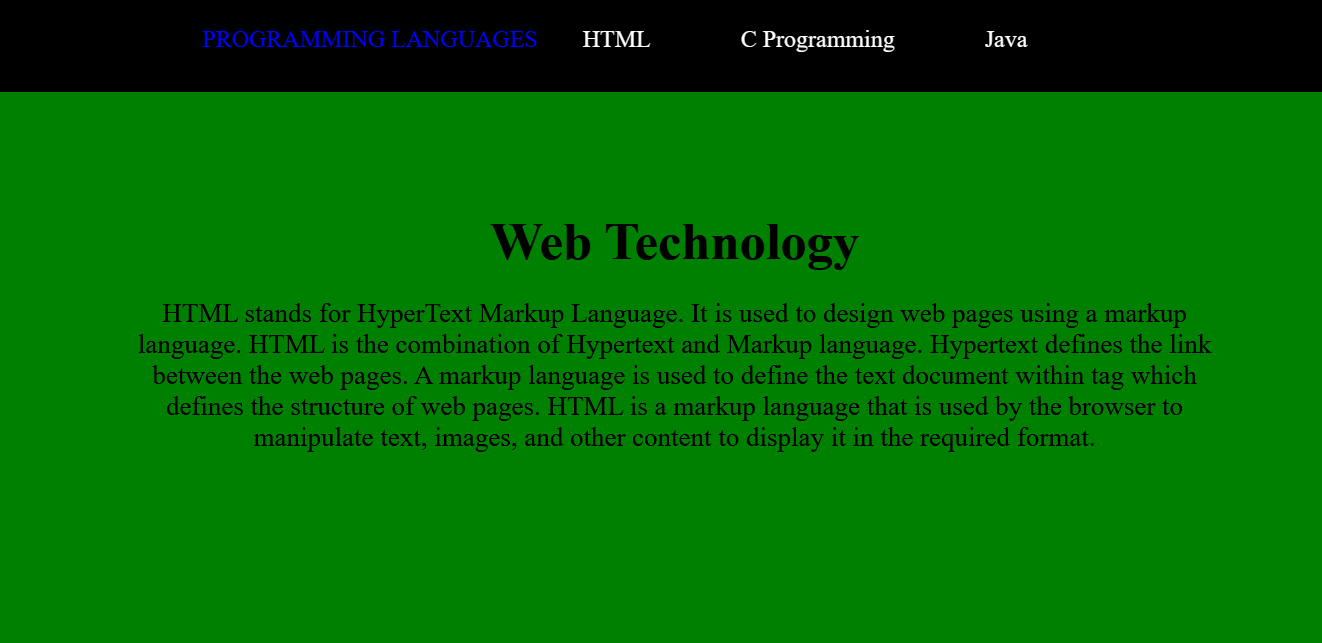 PROGRAMMING LANGUAGES HTML C Programming Java
Web Technology
HTML stands for HyperText Markup Language. It is used to design web pages using a markup
language. HTML is the combination of Hypertext and Markup language. Hypertext defines the link
between the web pages. A markup language is used to define the text document within tag which
defines the structure of web pages. HTML is a markup language that is used by the browser to
manipulate text, images, and other content to display it in the required format.